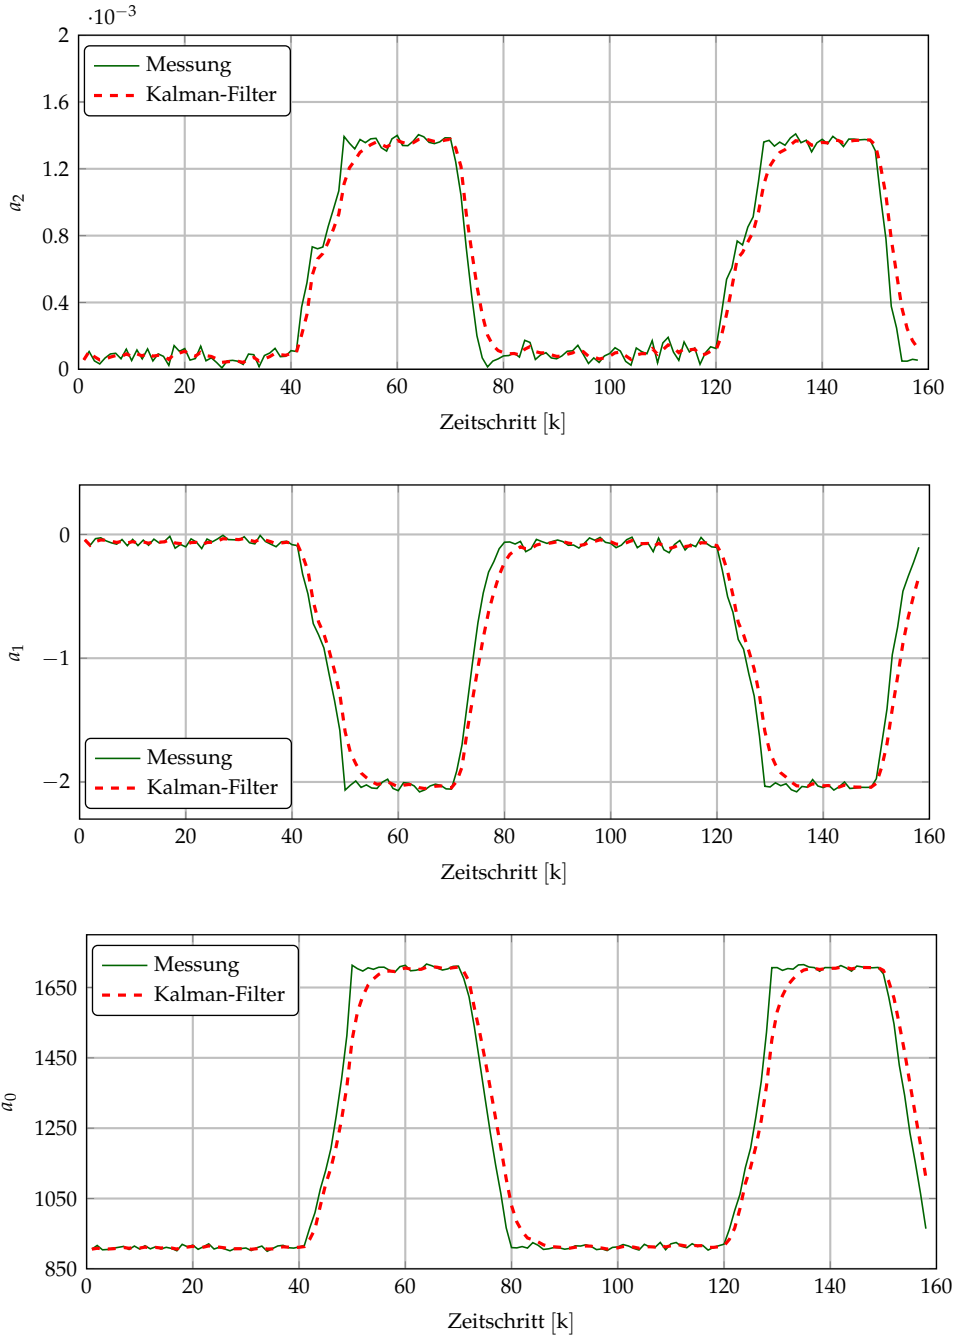 ·10−3
2
1.6
1.2
0.8
0.4
0
a2
Messung
Kalman-Filter
0 20 40 60 80 100 120 140 160
Zeitschritt [k]
0
−1
−2
a1
Messung
Kalman-Filter
0 20 40 60 80 100 120 140 160
Zeitschritt [k]
1650
1450
1250
1050
850
a0
Messung
Kalman-Filter
0 20 40 60 80 100 120 140 160
Zeitschritt [k]